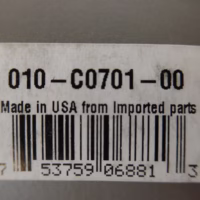 010-C0701-00
Made in USA from Imported parts
7 53759 06881 3